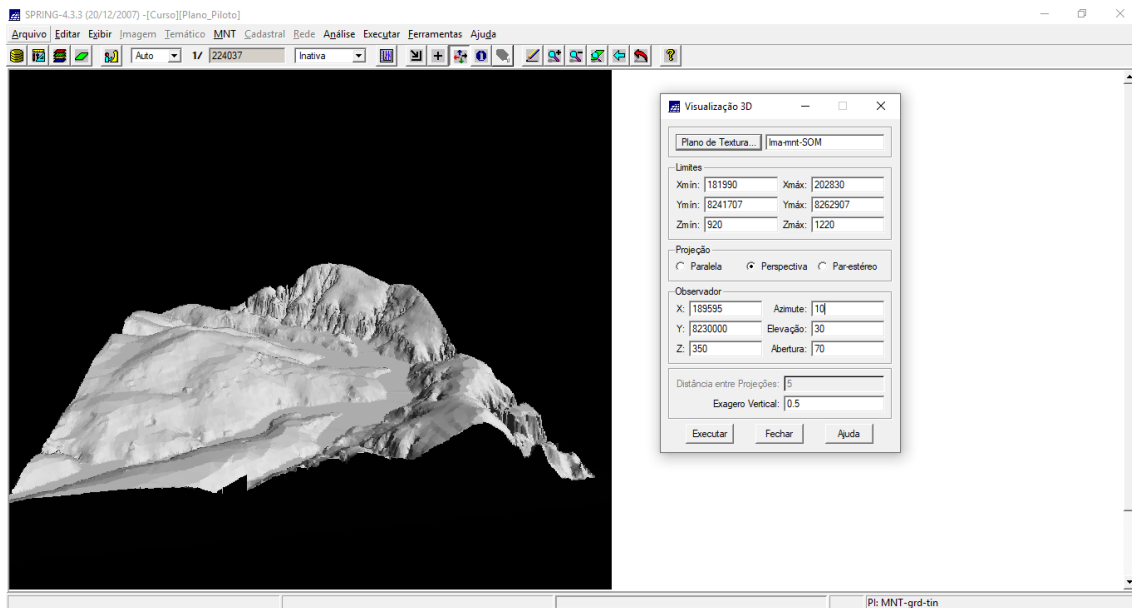 SPRING-4.3.3 (20/12/2007) -[Curso][Plano_Piloto]
Arquivo Editar Exibir Imagem Temático MNT Cadastral Rede Análise Executar Ferramentas Ajuda
Auto 1/ 224037 Inativa
Visualização 3D
Plano de Textura... Ima-mnt-SOM
Limites
Xmín: 181990 Xmáx: 202830
Ymín: 8241707 Ymáx: 8262907
Zmín: 920 Zmáx: 1220
Projeção
Paralela Perspectiva Par-estéreo
Observador
X: 189595 Azimute: 10
Y: 8230000 Elevação: 30
Z: 350 Abertura: 70
Distância entre Projeções: 5
Exagero Vertical: 0.5
Executar Fechar Ajuda
PI: MNT-grd-tin